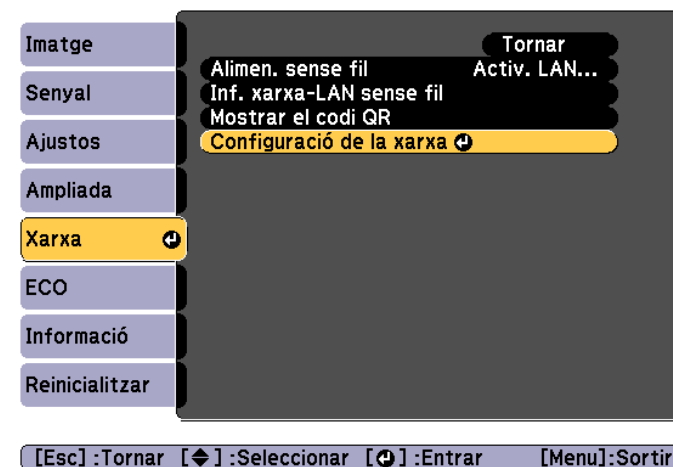 Imatge
Senyal
Ajustos
Ampliada
Xarxa
ECO
Informació
Reinicialitzar
Tornar
Alimen. sense fil Activ. LAN...
Inf. xarxa-LAN sense fil
Mostrar el codi QR
Configuració de la xarxa
[Esc] :Tornar [◆] :Seleccionar [↵] :Entrar [Menu]:Sortir